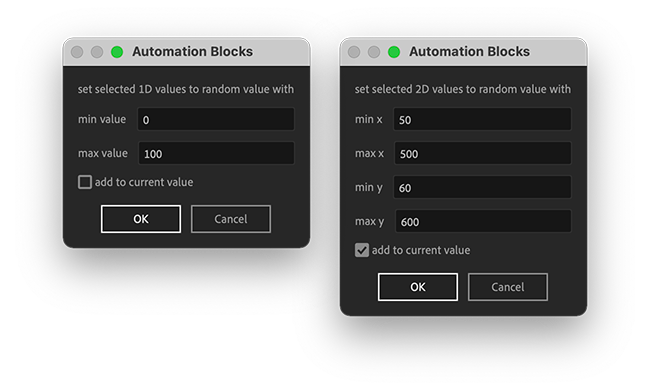 Automation Blocks
set selected 1D values to random value with
min value 0
max value 100
add to current value
OK Cancel
Automation Blocks
set selected 2D values to random value with
min x 50
max x 500
min y 60
max y 600
add to current value
OK Cancel